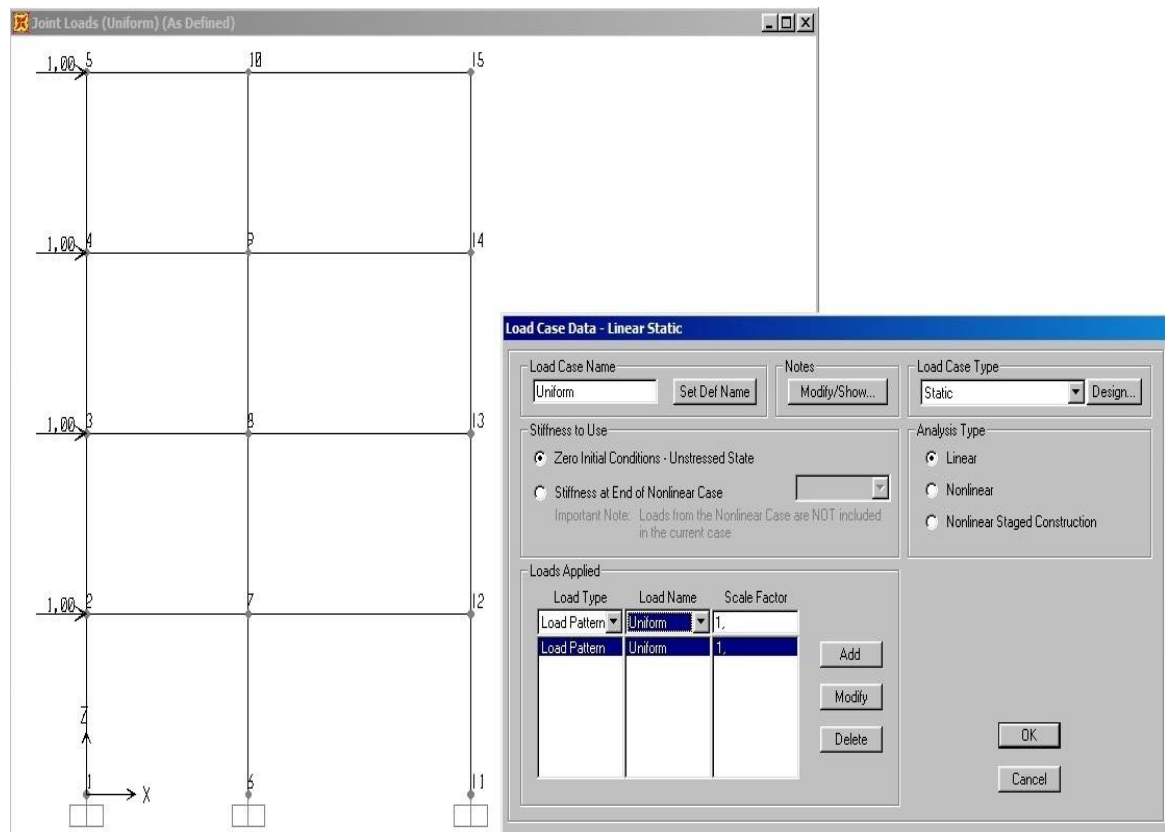 Joint Loads (Uniform) (As Defined)
1,00 5 10 15
1,00 4 9 14
1,00 3 8 13
1,00 2 7 12
Z
1 X 6 11
Load Case Data - Linear Static
Load Case Name
Uniform
Set Def Name
Notes
Modify/Show...
Load Case Type
Static
Design...
Stiffness to Use
Zero Initial Conditions - Unstressed State
Stiffness at End of Nonlinear Case
Important Note: Loads from the Nonlinear Case are NOT included
in the current case
Analysis Type
Linear
Nonlinear
Nonlinear Staged Construction
Loads Applied
Load Type Load Name Scale Factor
Load Pattern Uniform 1,
Load Pattern Uniform 1,
Add
Modify
Delete
OK
Cancel